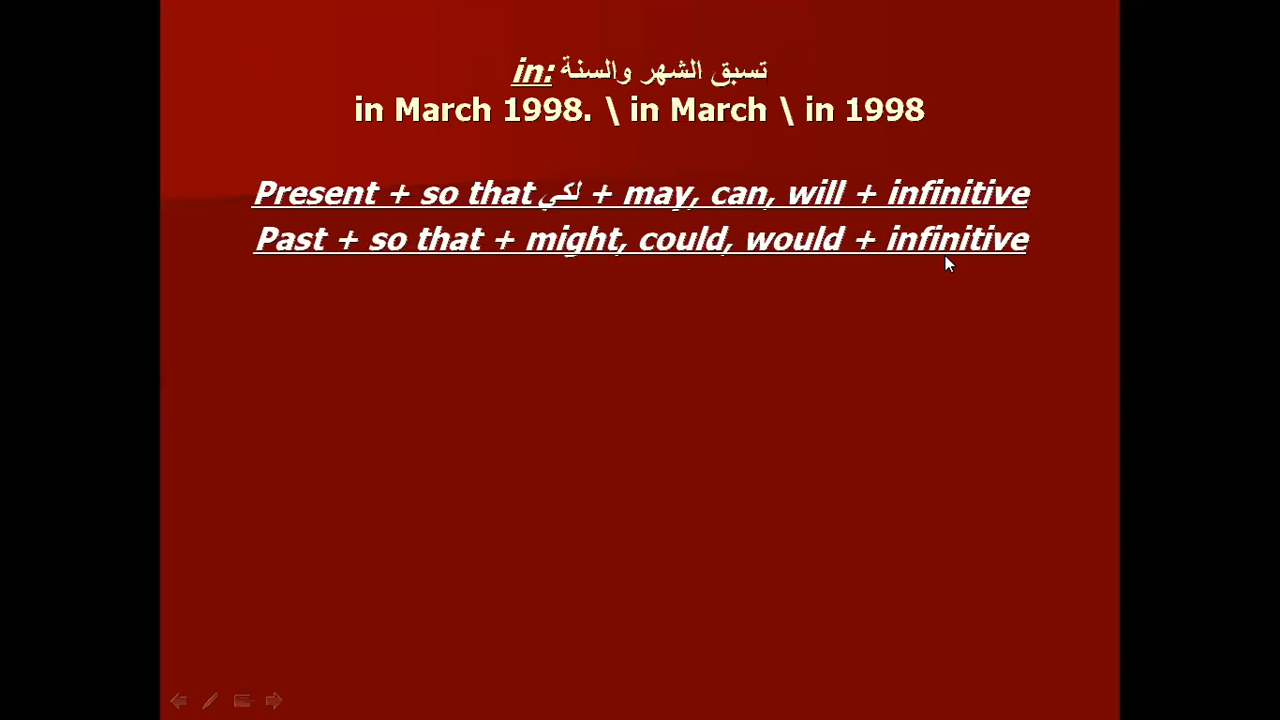 in: تسبق الشهر والسنة
in March 1998. \ in March \ in 1998
Present + so that لكي + may, can, will + infinitive
Past + so that + might, could, would + infinitive